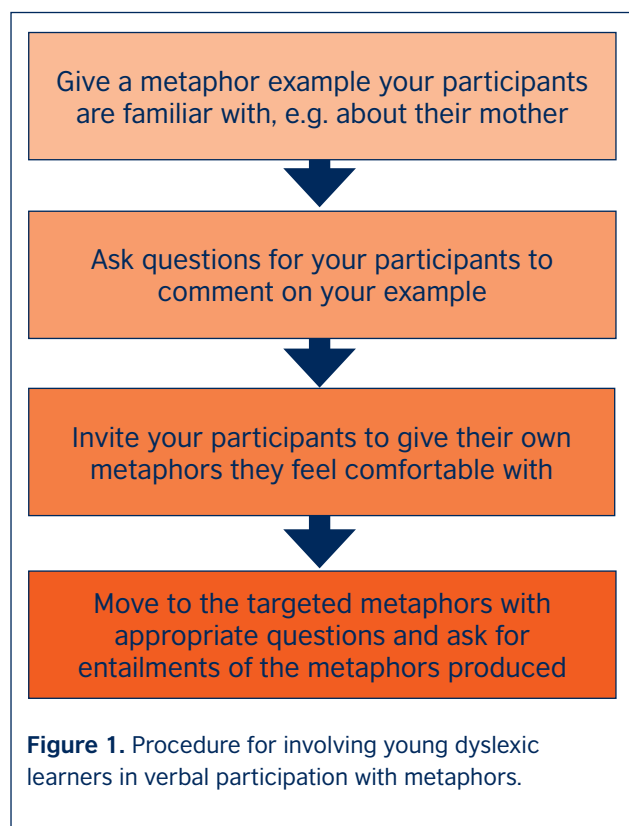 Give a metaphor example your participants
are familiar with, e.g. about their mother
Ask questions for your participants to
comment on your example
Invite your participants to give their own
metaphors they feel comfortable with
Move to the targeted metaphors with
appropriate questions and ask for
entailments of the metaphors produced
Figure 1. Procedure for involving young dyslexic
learners in verbal participation with metaphors.